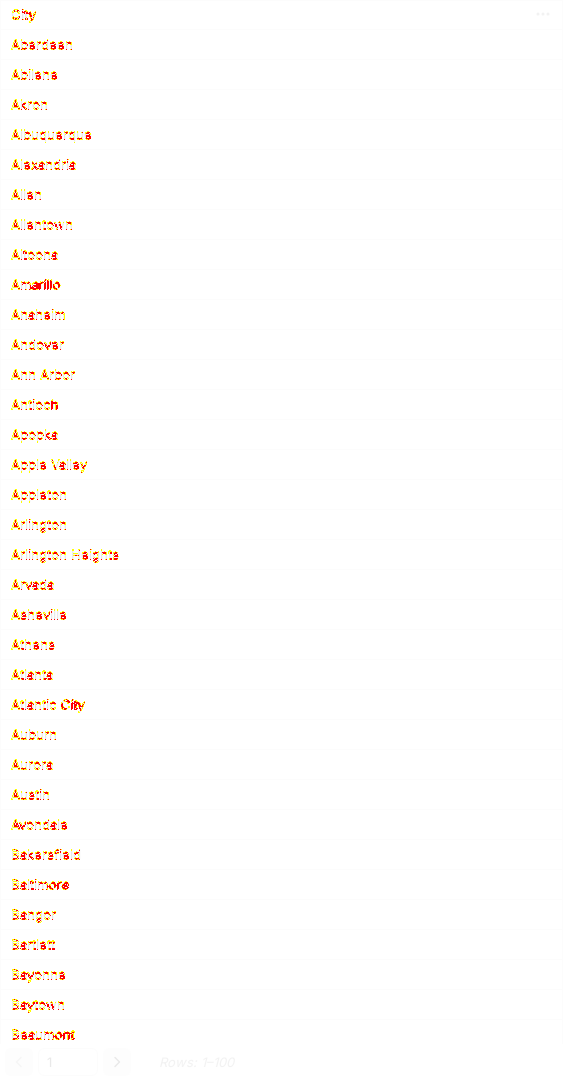 City
Aberdeen
Abilene
Akron
Albuquerque
Alexandria
Allen
Allentown
Altoona
Amarillo
Anaheim
Andover
Ann Arbor
Antioch
Apopka
Apple Valley
Appleton
Arlington
Arlington Heights
Arvada
Asheville
Athens
Atlanta
Atlantic City
Auburn
Aurora
Austin
Avondale
Bakersfield
Baltimore
Bangor
Bartlett
Bayonne
Baytown
Beaumont
1 Rows: 1-100